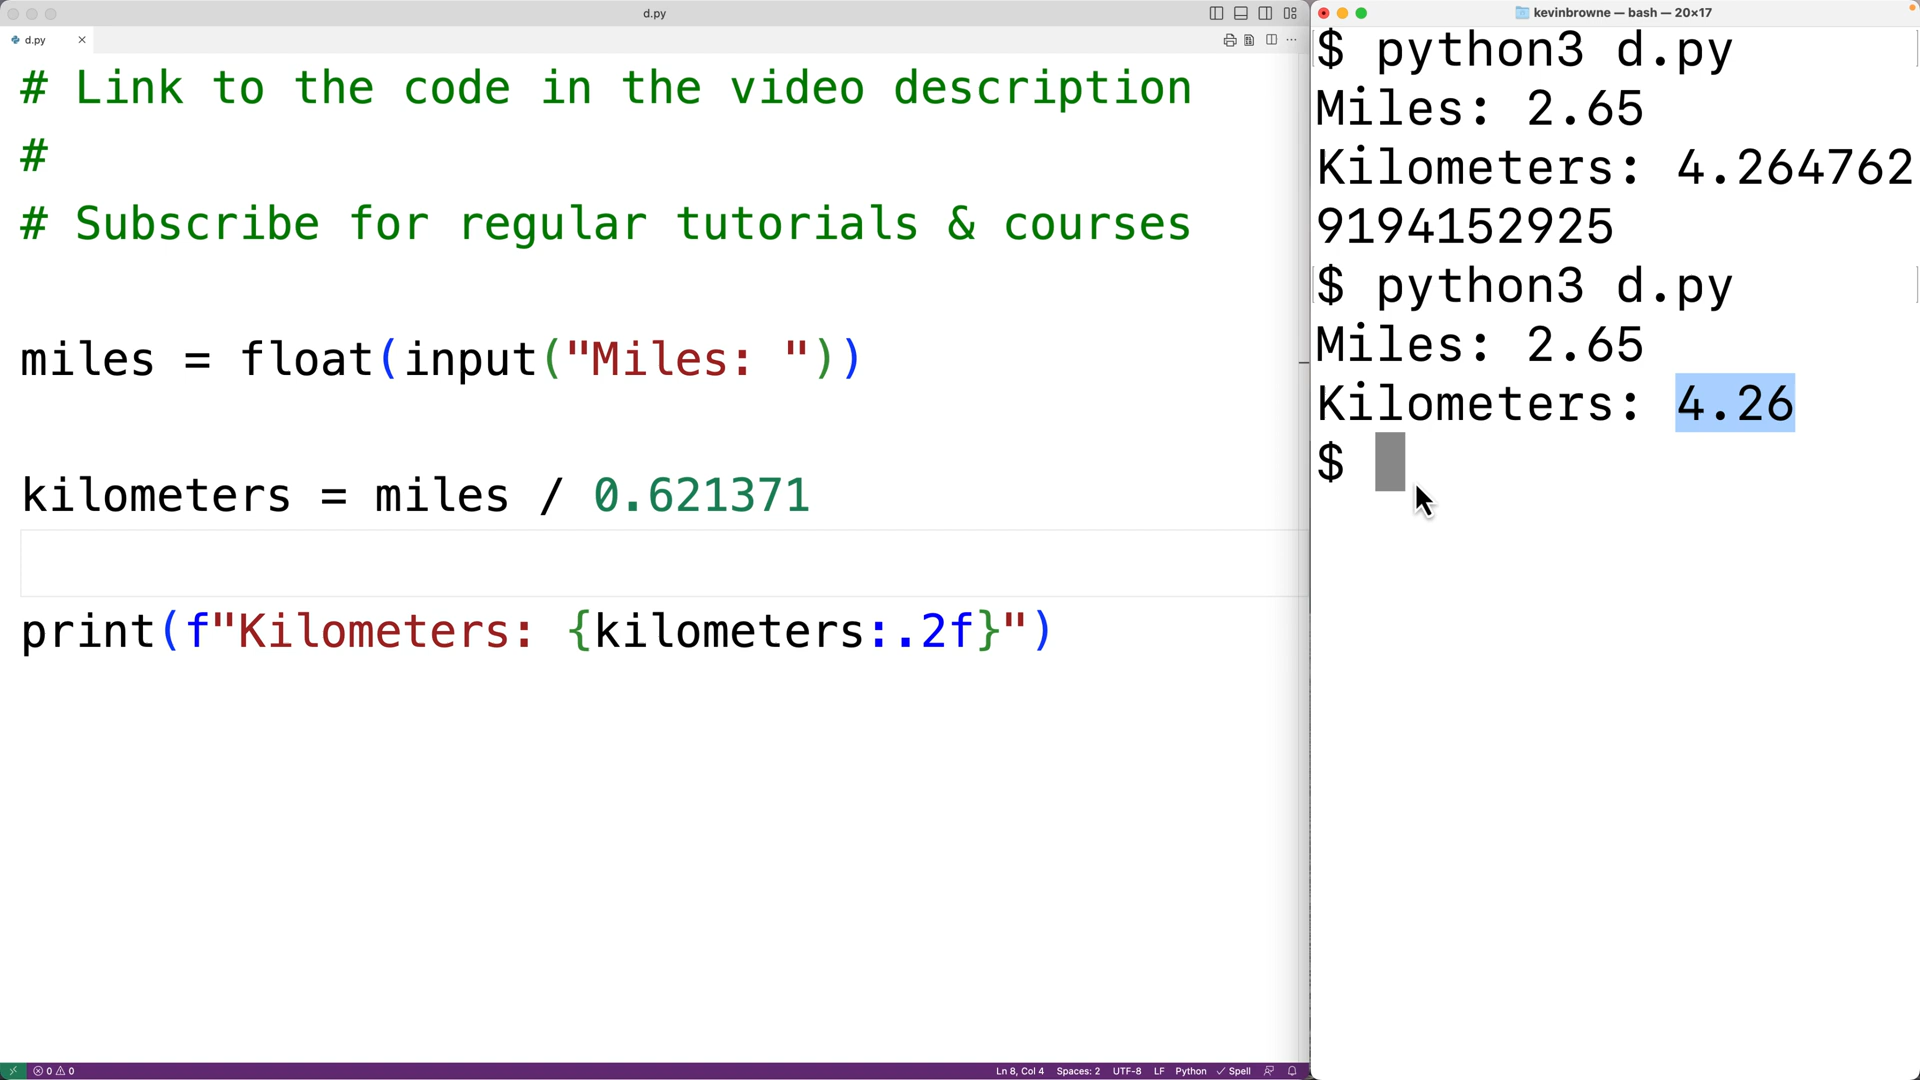 d.py
d.py
# Link to the code in the video description
#
# Subscribe for regular tutorials & courses
miles = float(input("Miles: "))
kilometers = miles / 0.621371
print(f"Kilometers: {kilometers:.2f}")
0 0
Ln 8, Col 4 Spaces: 2 UTF-8 LF Python Spell
kevinbrowne — bash — 20×17
$ python3 d.py
Miles: 2.65
Kilometers: 4.264762
9194152925
$ python3 d.py
Miles: 2.65
Kilometers: 4.26
$